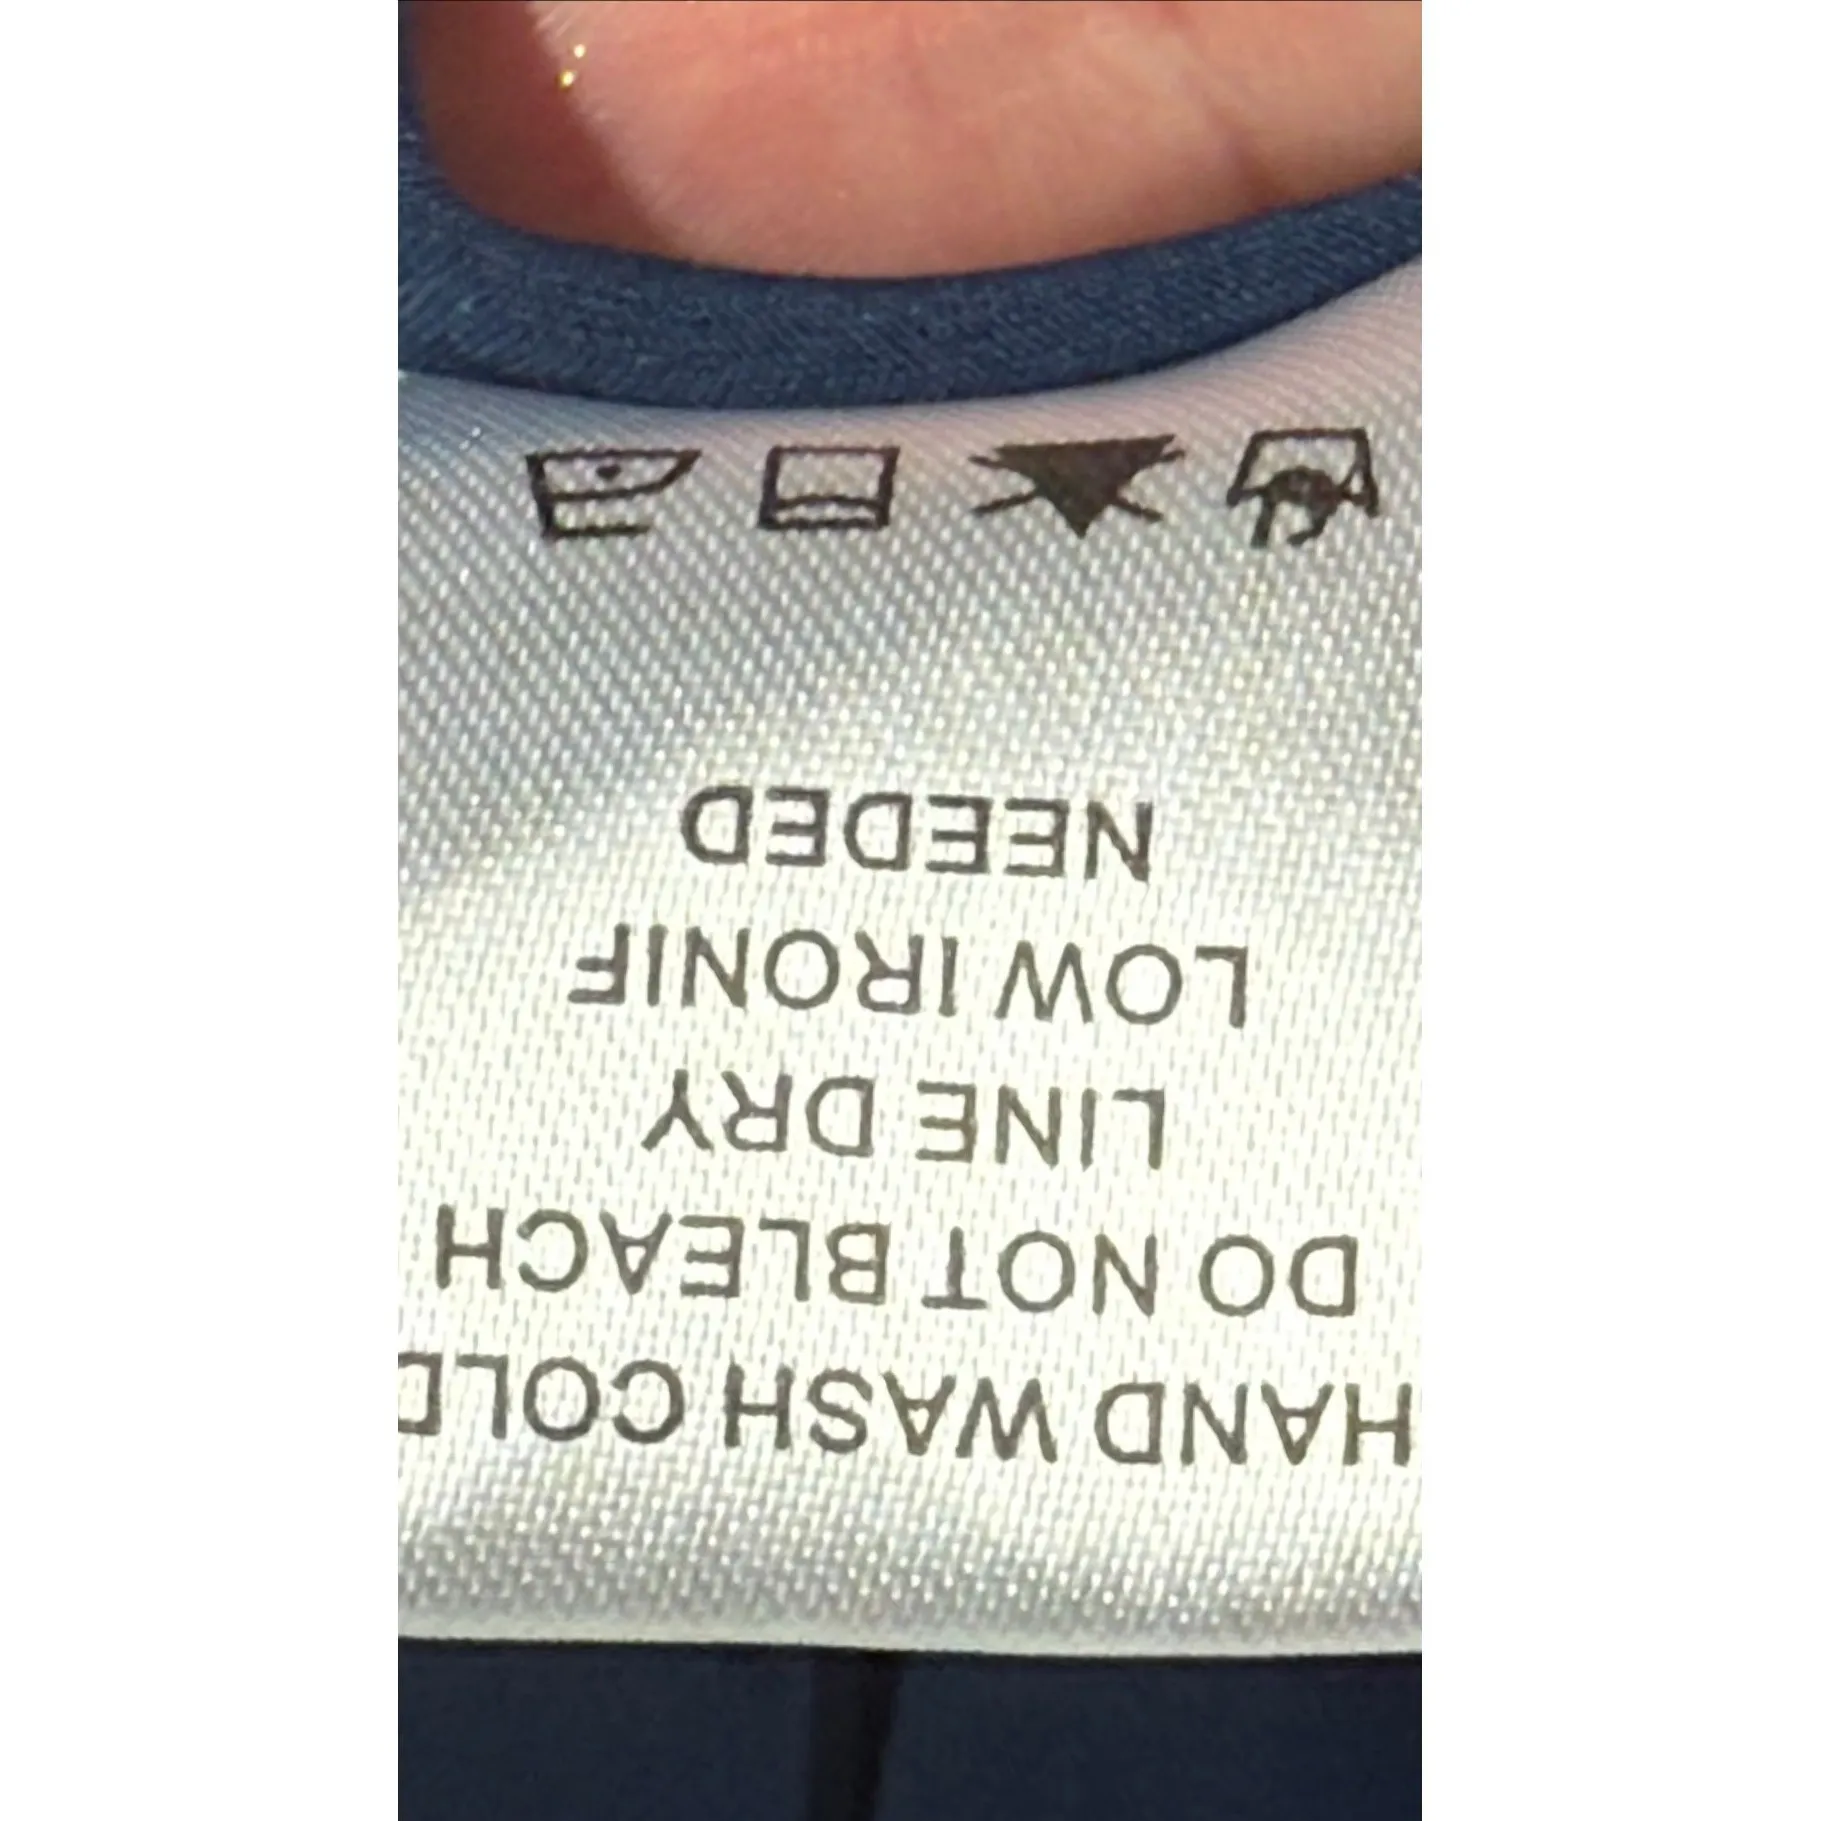 HAND WASH COLD
DO NOT BLEACH
LINE DRY
LOW IRONIF
NEEDED